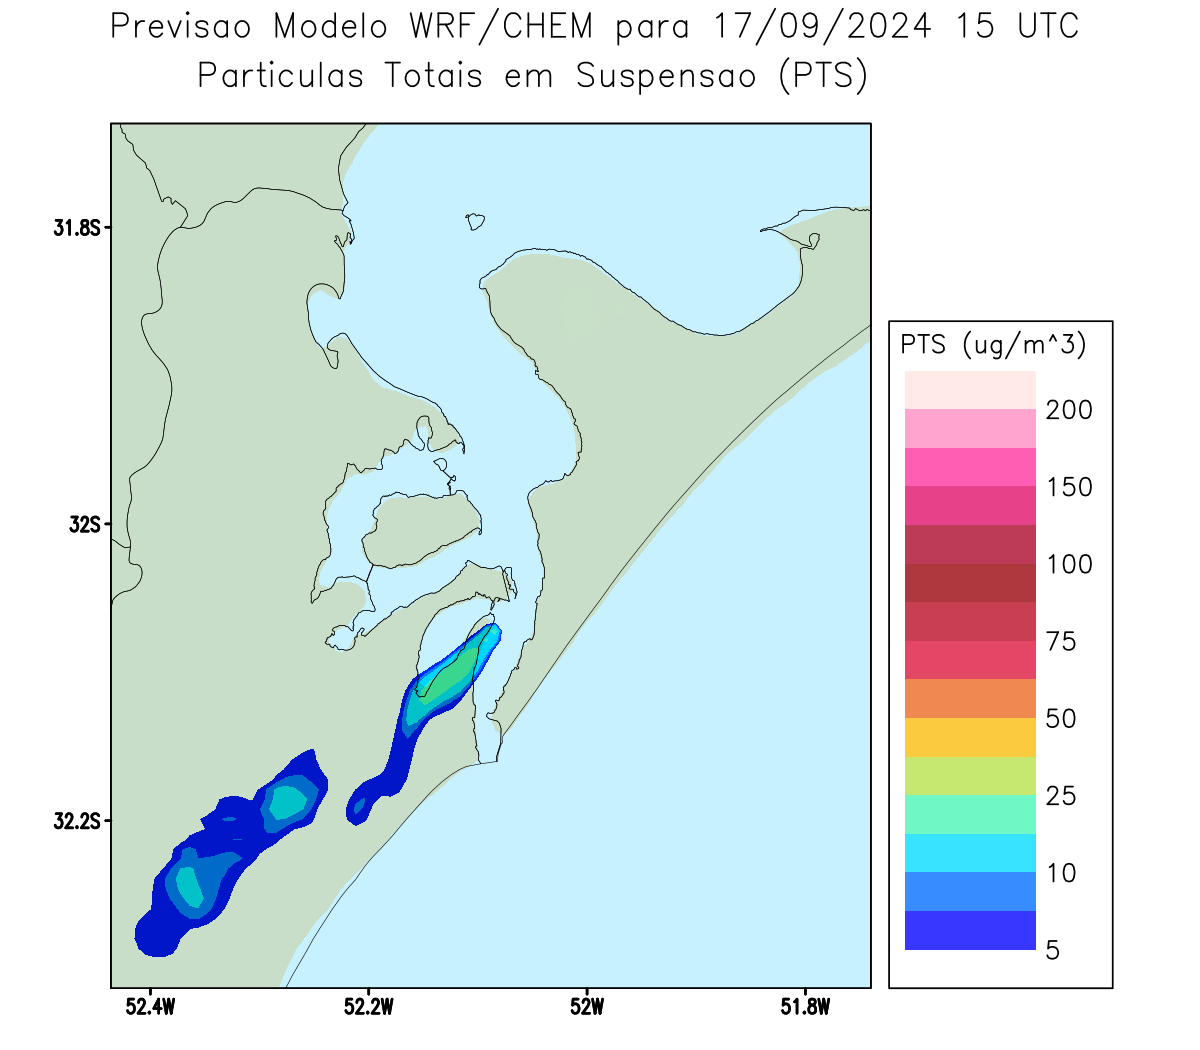 Previsao Modelo WRF/CHEM para 17/09/2024 15 UTC
Particulas Totais em Suspensao (PTS)
31.8S
32S
32.2S
52.4W
52.2W
52W
51.8W
PTS (ug/m^3)
200
150
100
75
50
25
10
5